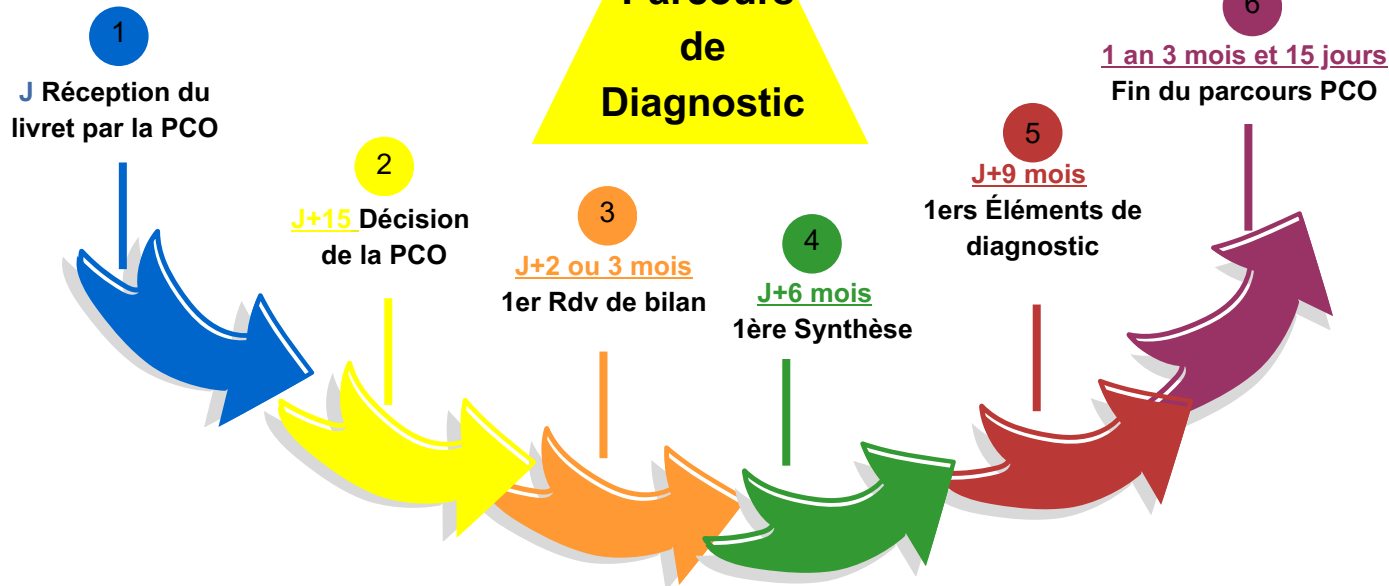 Parcours
de
Diagnostic
1
J Réception du
livret par la PCO
2
J+15 Décision
de la PCO
3
J+2 ou 3 mois
1er Rdv de bilan
4
J+6 mois
1ère Synthèse
5
J+9 mois
1ers Éléments de
diagnostic
6
1 an 3 mois et 15 jours
Fin du parcours PCO